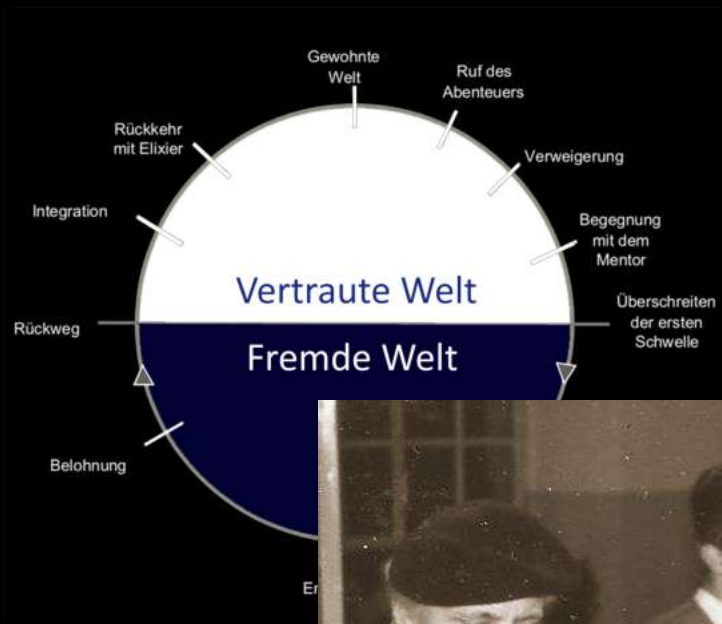 Gewohnte
Welt
Ruf des
Abenteuers
Verweigerung
Begegnung
mit dem
Mentor
Überschreiten
der ersten
Schwelle
Rückkehr
mit Elixier
Integration
Vertraute Welt
Rückweg
Fremde Welt
Belohnung